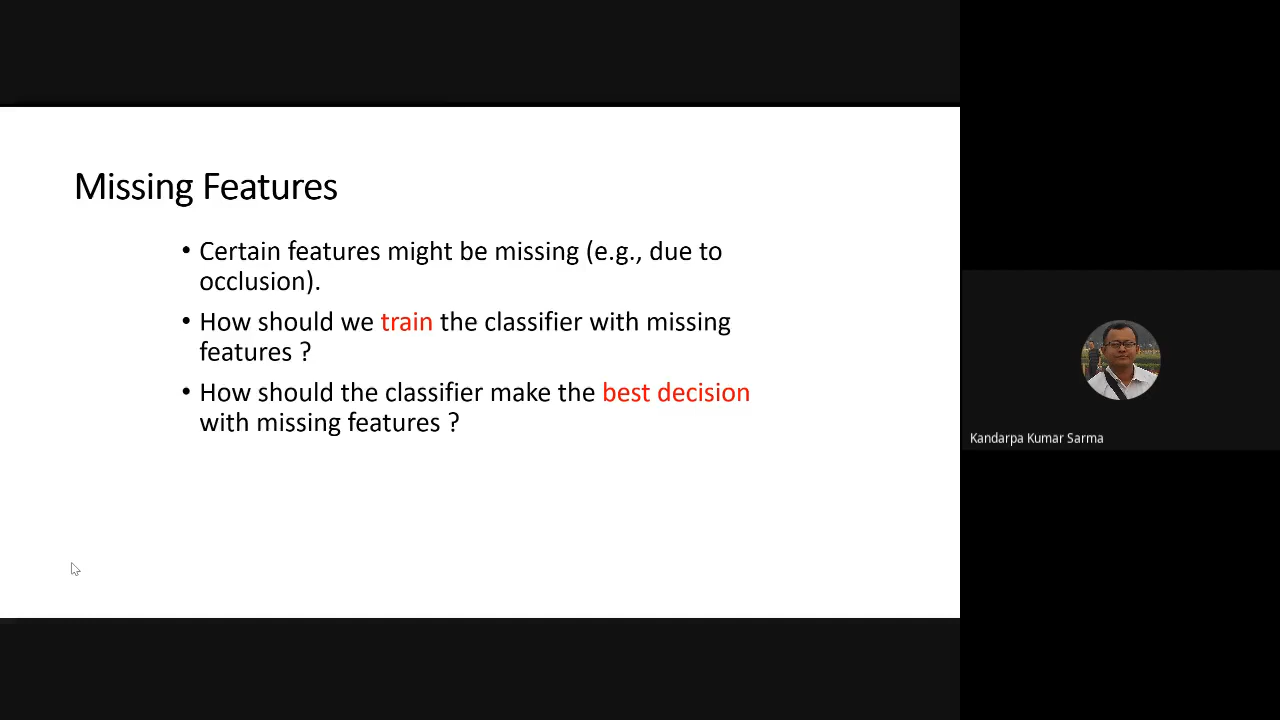 Missing Features
• Certain features might be missing (e.g., due to
occlusion).
• How should we train the classifier with missing
features ?
• How should the classifier make the best decision
with missing features ?
Kandarpa Kumar Sarma